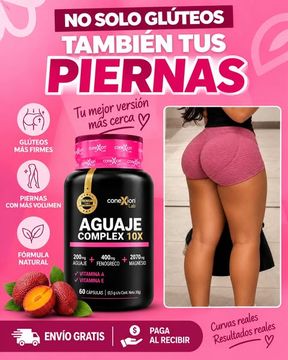 NO SOLO GLÚTEOS
TAMBIÉN TUS
PIERNAS
Tu mejor versión
más cerca
GLÚTEOS
MÁS FIRMES
PIERNAS
CON MÁS VOLUMEN
FÓRMULA
NATURAL
conexion
conexion
AGUAJE
COMPLEX 10X
200mg
AGUAJE
+
400mg
FENOGRECO
+
2070mg
MAGNESIO
✓ VITAMINA A
✓ VITAMINA E
60 CÁPSULAS
ENVÍO GRATIS
$
PAGA
AL RECIBIR
Curvas reales
Resultados reales